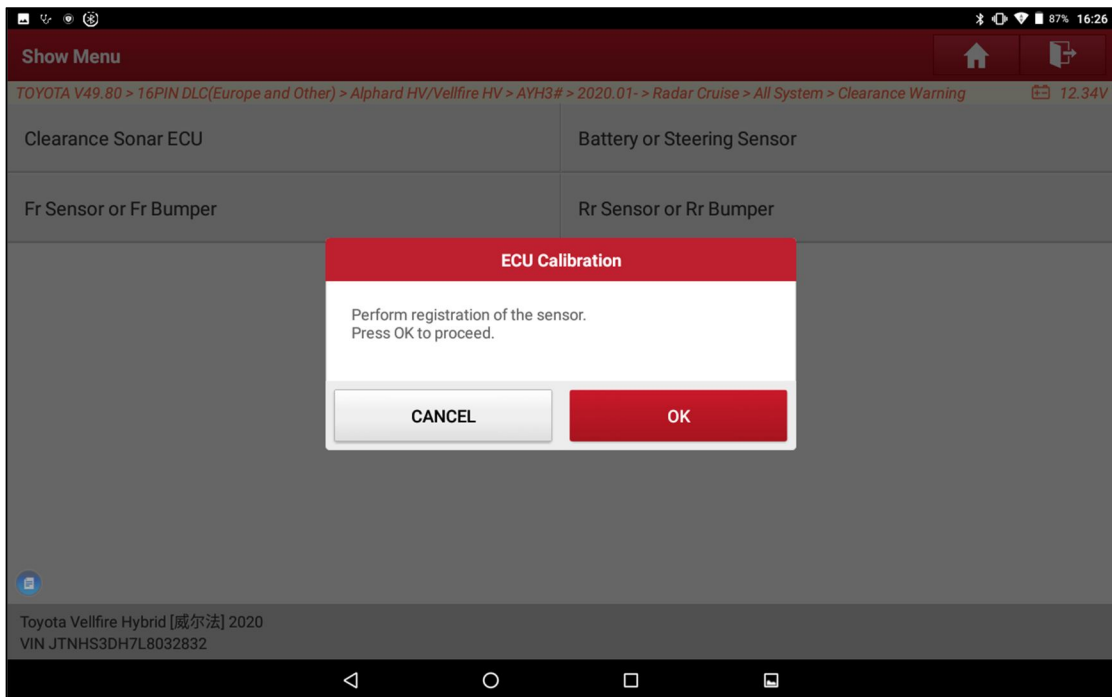 87% 16:26
Show Menu
TOYOTA V49.80 > 16PIN DLC(Europe and Other) > Alphard HV/Vellfire HV > AYH3# > 2020.01- > Radar Cruise > All System > Clearance Warning
12.34V
Clearance Sonar ECU
Battery or Steering Sensor
Fr Sensor or Fr Bumper
Rr Sensor or Rr Bumper
ECU Calibration
Perform registration of the sensor.
Press OK to proceed.
CANCEL
OK
Toyota Vellfire Hybrid [威尔法] 2020
VIN JTNHS3DH7L8032832